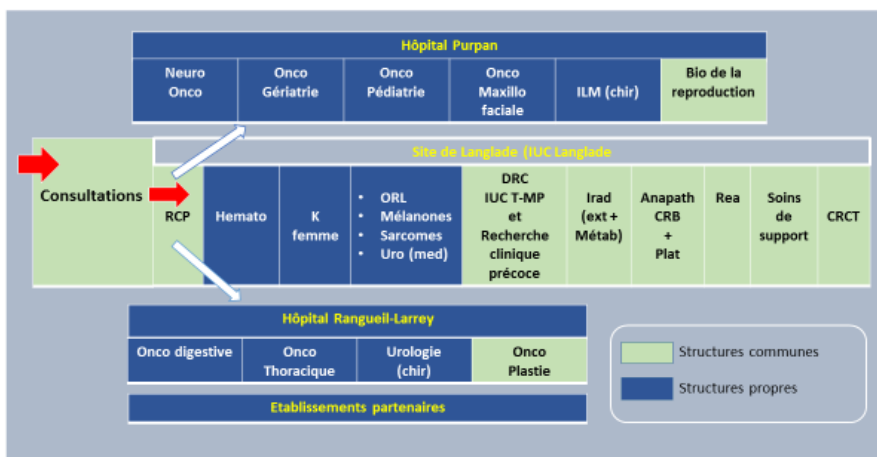 Hôpital Purpan
Neuro
Onco
Onco
Gériatrie
Onco
Pédiatrie
Onco
Maxillo
faciale
ILM (chir)
Bio de la
reproduction
Site de Langlade (IUC Langlade
Consultations
RCP
Hemato
K
femme
• ORL
• Mélanones
• Sarcomes
• Uro (med)
DRC
IUC T-MP
et
Recherche
clinique
précoce
Irad
(ext +
Métab)
Anapath
CRB
+
Plat
Rea
Soins
de
support
CRCT
Hôpital Rangueil-Larrey
Onco digestive
Onco
Thoracique
Urologie
(chir)
Onco
Plastie
Etablissements partenaires
Structures communes
Structures propres